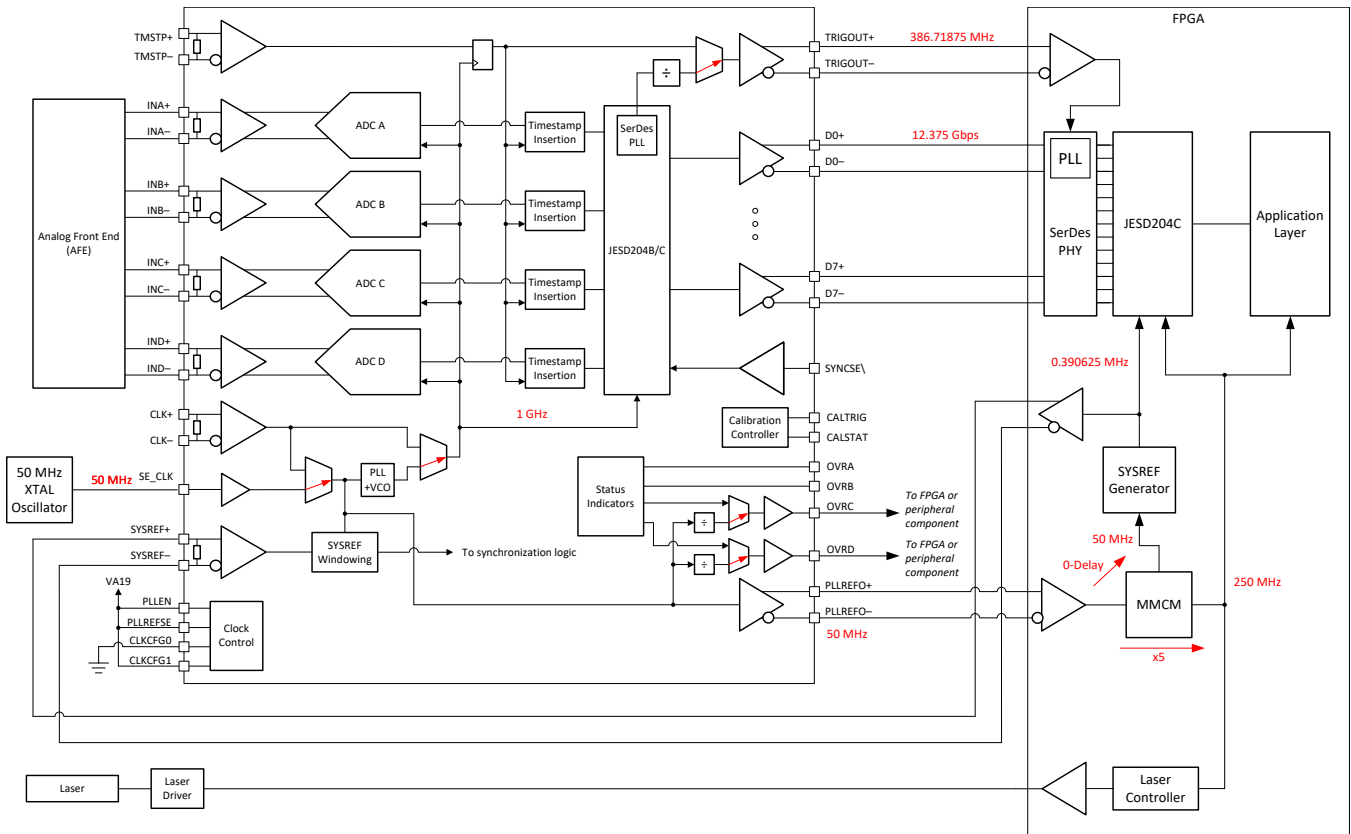 FPGA
TMSTP+
TMSTP–
TRIGOUT+
386.71875 MHz
TRIGOUT–
÷
Analog Front End
(AFE)
INA+
INA–
ADC A
Timestamp
Insertion
SerDes
PLL
D0+
12.375 Gbps
D0–
PLL
INB+
INB–
ADC B
Timestamp
Insertion
JESD204B/C
SerDes
PHY
JESD204C
Application
Layer
INC+
INC–
ADC C
Timestamp
Insertion
D7+
D7–
IND+
IND–
ADC D
Timestamp
Insertion
SYNCSE\
0.390625 MHz
CLK+
CLK–
1 GHz
Calibration
Controller
CALTRIG
CALSTAT
50 MHz
XTAL
Oscillator
50 MHz
SE_CLK
PLL
+VCO
Status
Indicators
OVRA
OVRB
OVRC
To FPGA or
peripheral
component
÷
SYSREF
Generator
SYSREF+
SYSREF–
SYSREF
Windowing
To synchronization logic
OVRD
To FPGA or
peripheral
component
÷
50 MHz
0-Delay
250 MHz
VA19
PLLEN
PLLREFSE
CLKCFG0
CLKCFG1
Clock
Control
PLLREFO+
PLLREFO–
50 MHz
MMCM
x5
Laser
Laser
Driver
Laser
Controller